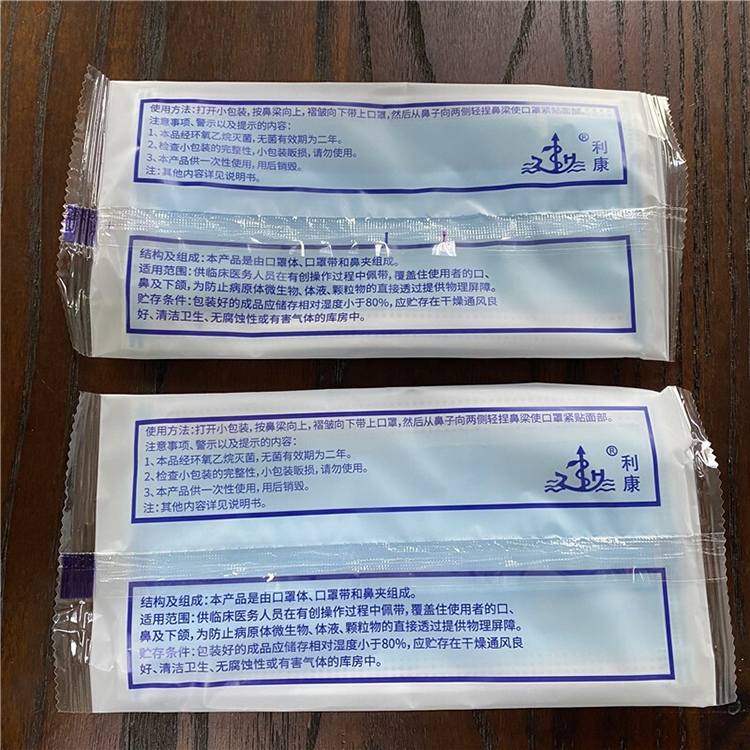 使用方法:打开小包装,按鼻梁向上,褶皱向下带上口罩,然后从鼻子向两侧轻捏鼻梁使口罩紧贴面部。
注意事项、警示以及提示的内容:
1、本品经环氧乙烷灭菌,无菌有效期为二年。
2、检查小包装的完整性,小包装畈损,请勿使用。
3、本产品供一次性使用,用后销毁。
注:其他内容详见说明书。
®
利康
结构及组成:本产品是由口罩体、口罩带和鼻夹组成。
适用范围:供临床医务人员在有创操作过程中佩带,覆盖住使用者的口、
鼻及下颌,为防止病原体微生物、体液、颗粒物的直接透过提供物理屏障。
贮存条件:包装好的成品应储存相对湿度小于80%,应贮存在干燥通风良
好、清洁卫生、无腐蚀性或有害气体的库房中。
使用方法:打开小包装,按鼻梁向上,褶皱向下带上口罩,然后从鼻子向两侧轻捏鼻梁使口罩紧贴面部。
注意事项、警示以及提示的内容:
1、本品经环氧乙烷灭菌,无菌有效期为二年。
2、检查小包装的完整性,小包装畈损,请勿使用。
3、本产品供一次性使用,用后销毁。
注:其他内容详见说明书。
®
利康
结构及组成:本产品是由口罩体、口罩带和鼻夹组成。
适用范围:供临床医务人员在有创操作过程中佩带,覆盖住使用者的口、
鼻及下颌,为防止病原体微生物、体液、颗粒物的直接透过提供物理屏障。
贮存条件:包装好的成品应储存相对湿度小于80%,应贮存在干燥通风良
好、清洁卫生、无腐蚀性或有害气体的库房中。